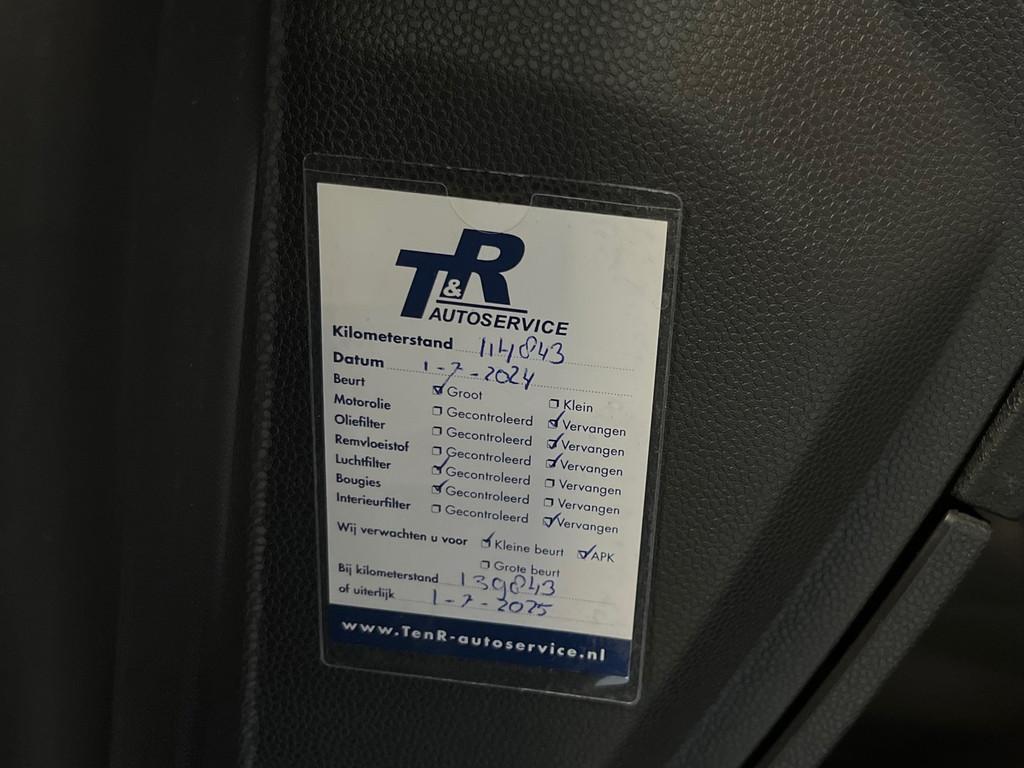 T&R
AUTOSERVICE
Kilometerstand 114843
Datum 1-7-2024
Beurt ☑ Groot ☐ Klein
Motorolie ☐ Gecontroleerd ☑ Vervangen
Oliefilter ☐ Gecontroleerd ☑ Vervangen
Remvloeistof ☐ Gecontroleerd ☑ Vervangen
Luchtfilter ☑ Gecontroleerd ☐ Vervangen
Bougies ☑ Gecontroleerd ☐ Vervangen
Interieurfilter ☐ Gecontroleerd ☑ Vervangen
Wij verwachten u voor ☑ Kleine beurt ☑ APK
☐ Grote beurt
Bij kilometerstand 139843
of uiterlijk 1-7-2025
www.TenR-autoservice.nl